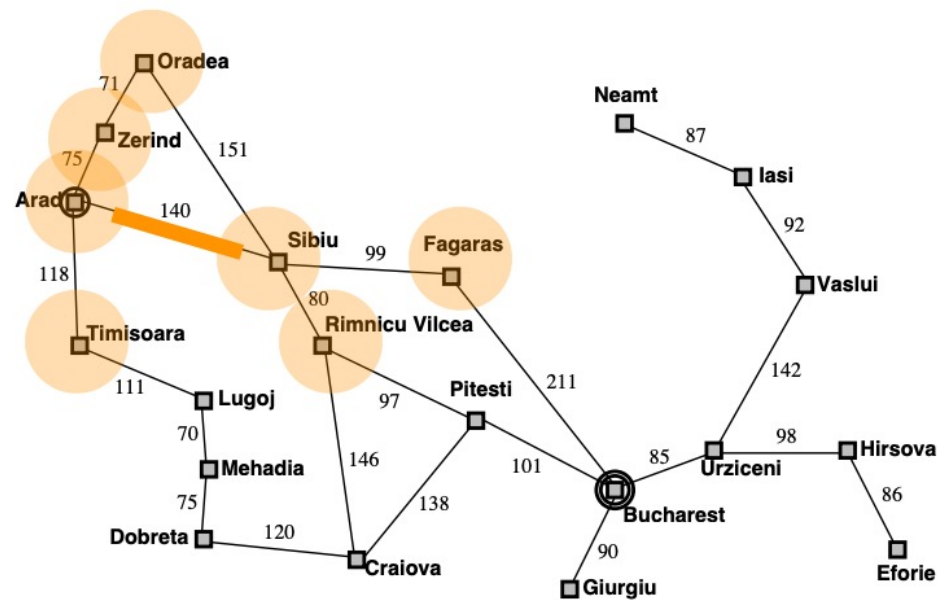 Oradea
71
Neamt
Zerind
87
75
151
Iasi
Arad
140
92
Sibiu
Fagaras
99
118
80
Vaslui
Timisoara
Rimnicu Vilcea
111
211
142
Lugoj
97
Pitesti
70
146
101
85
98
Hirsova
Mehadia
Urziceni
75
138
86
Dobreta
120
Bucharest
90
Craiova
Giurgiu
Eforie